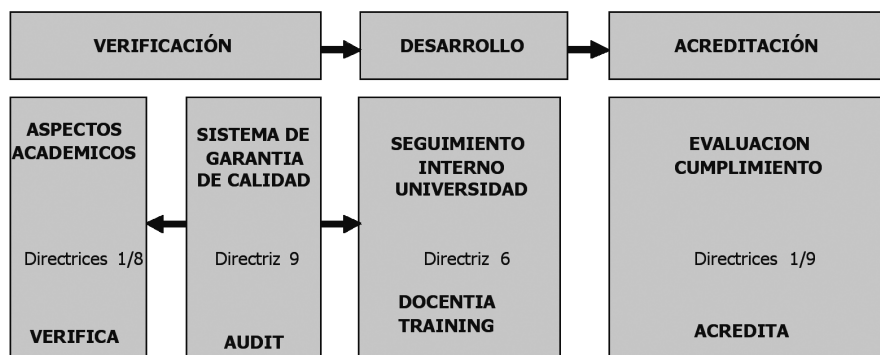 VERIFICACIÓN
DESARROLLO
ACREDITACIÓN
ASPECTOS
ACADEMICOS
Directrices 1/8
VERIFICA
SISTEMA DE
GARANTIA
DE CALIDAD
Directriz 9
AUDIT
SEGUIMIENTO
INTERNO
UNIVERSIDAD
Directriz 6
DOCENTIA
TRAINING
EVALUACION
CUMPLIMIENTO
Directrices 1/9
ACREDITA